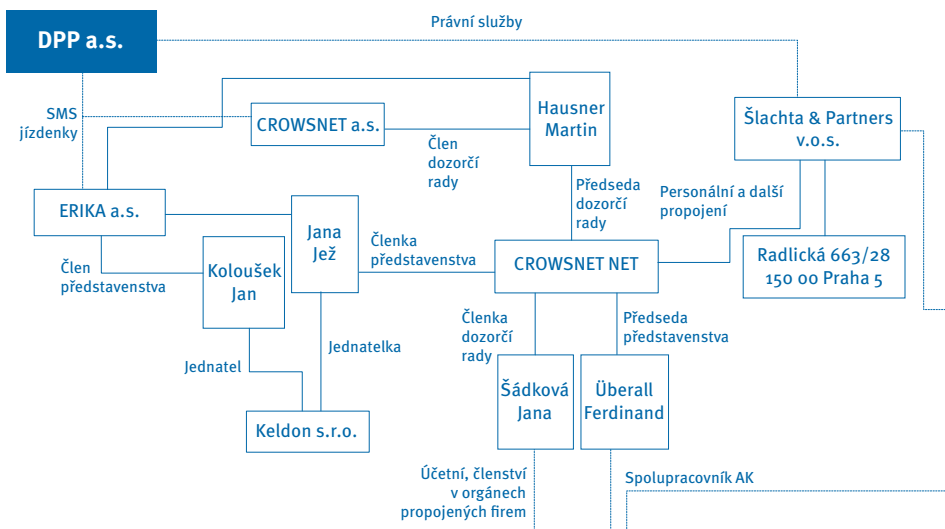 DPP a.s.
Právní služby
SMS
jízdenky
CROWSNET a.s.
Hausner
Martin
Šlachta & Partners
v.o.s.
Člen
dozorčí
rady
ERIKA a.s.
Jana
Jež
Předseda
dozorčí
rady
Personální a další
propojení
Člen
představenstva
Koloušek
Jan
Členka
představenstva
CROWSNET NET
Radlická 663/28
150 00 Praha 5
Členka
dozorčí
rady
Předseda
představenstva
Jednatel
Jednatelka
Šádková
Jana
Überall
Ferdinand
Keldon s.r.o.
Účetní, členství
v orgánech
propojených firem
Spolupracovník AK